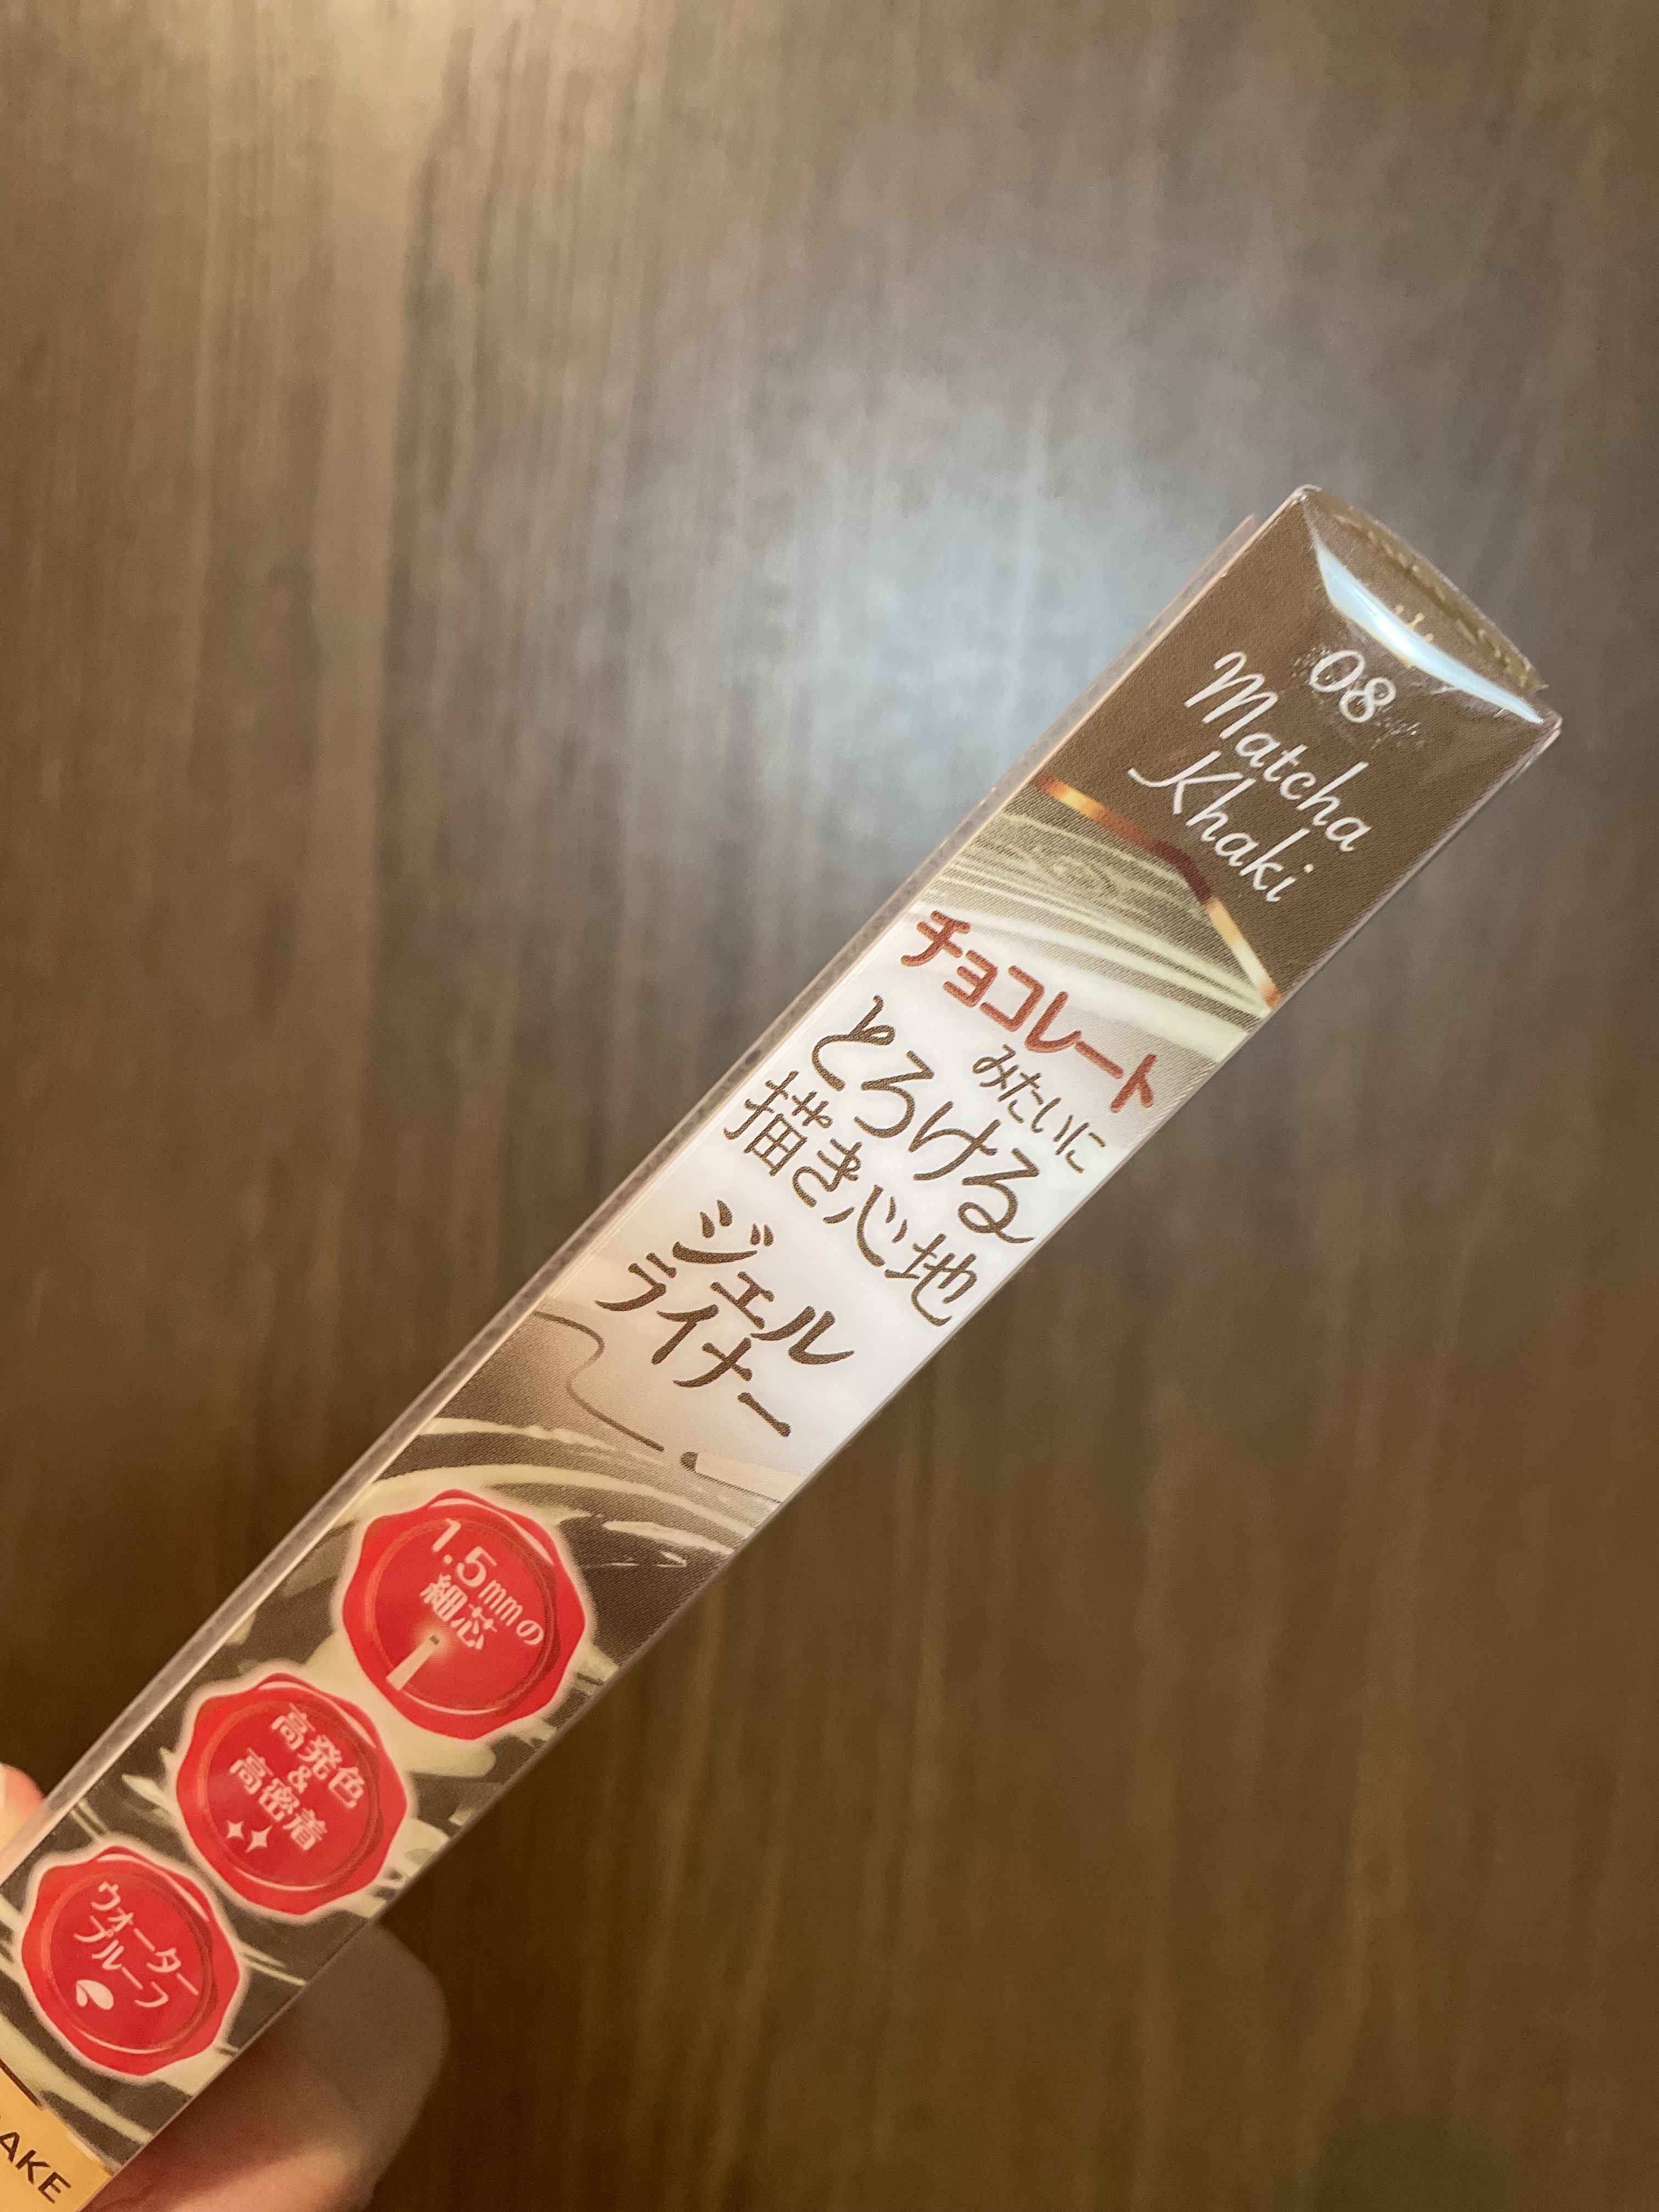 08
Matcha
Khaki
チョコレート
みたいに
とろける
描き心地
ジェル
ライナー
1.5mmの
細芯
高発色
&
高密着
ウォーター
プルーフ
AKE